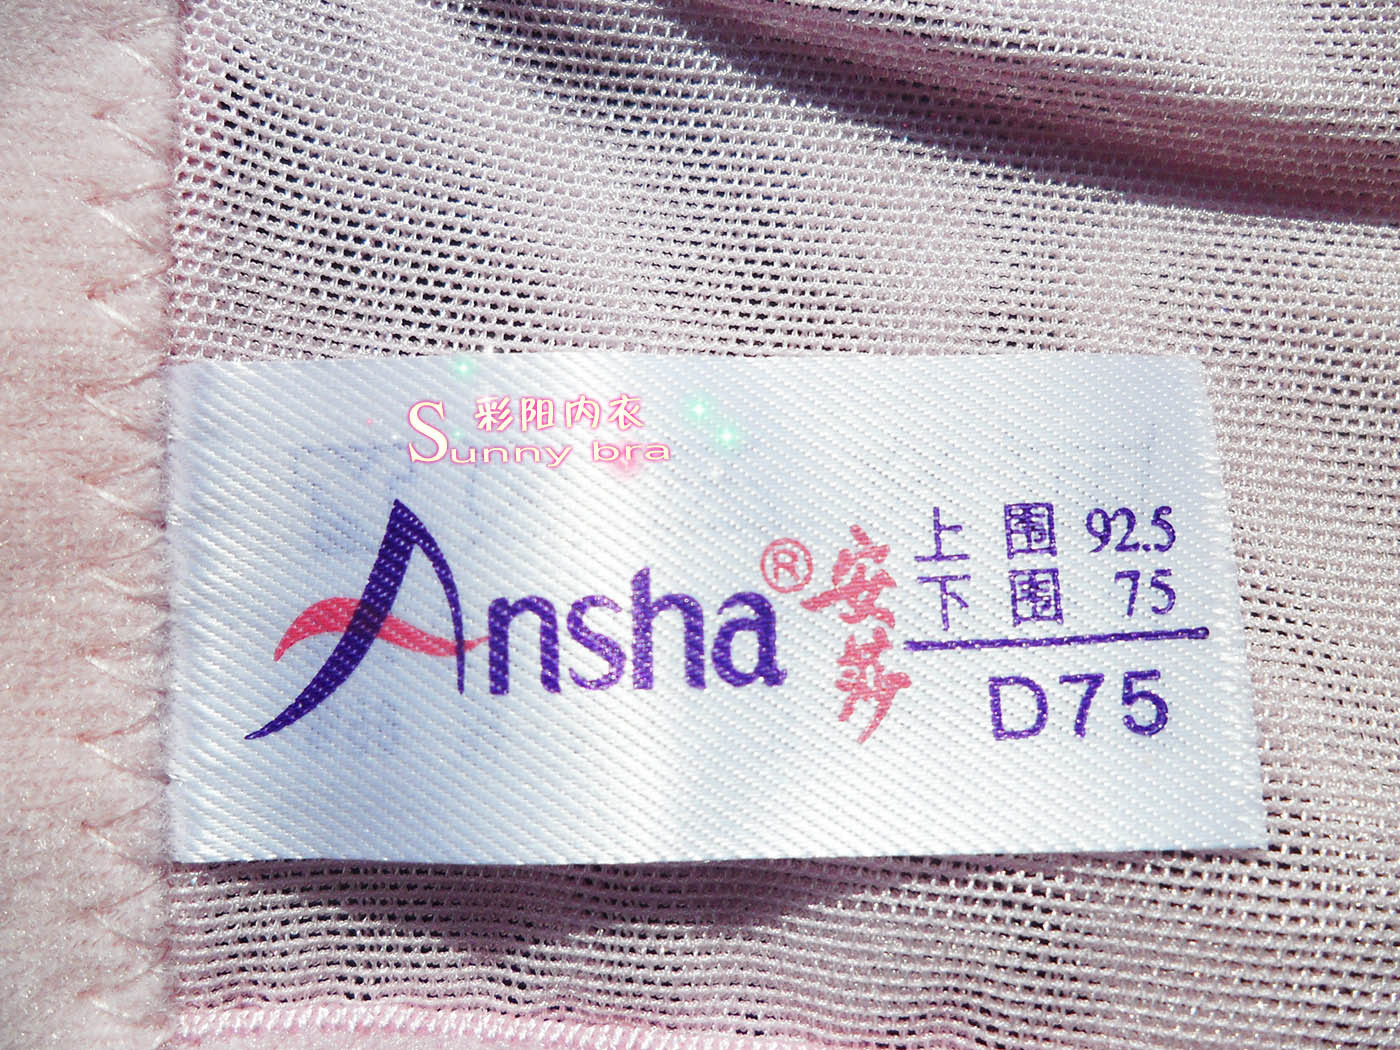 彩阳内衣
Sunny bra
Ansha®
安莎
上围 92.5
下围 75
D75